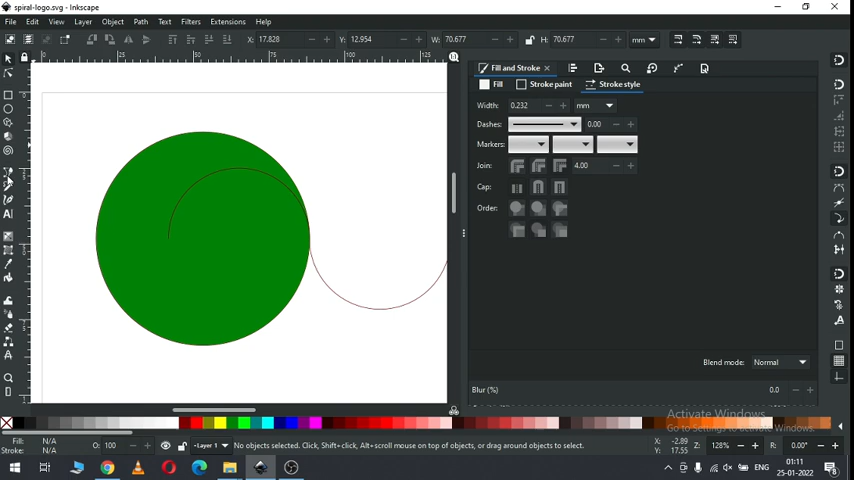 spiral-logo.svg - Inkscape
File Edit View Layer Object Path Text Filters Extensions Help
X: 17.828 Y: 12.954 W: 70.677 H: 70.677 mm
Fill and Stroke
Fill Stroke paint Stroke style
Width: 0.232 mm
Dashes: 0.00
Markers:
Join: 4.00
Cap:
Order:
Blend mode: Normal
Blur (%) 0.0
Activate Windows
Go to Settings to activate Windows.
Fill: N/A
Stroke: N/A
O: 100
Layer 1
No objects selected. Click, Shift+click, Alt+scroll mouse on top of objects, or drag around objects to select.
X: -2.89
Y: 17.55
Z: 128% R: 0.00°
ENG
01:11
25-01-2022